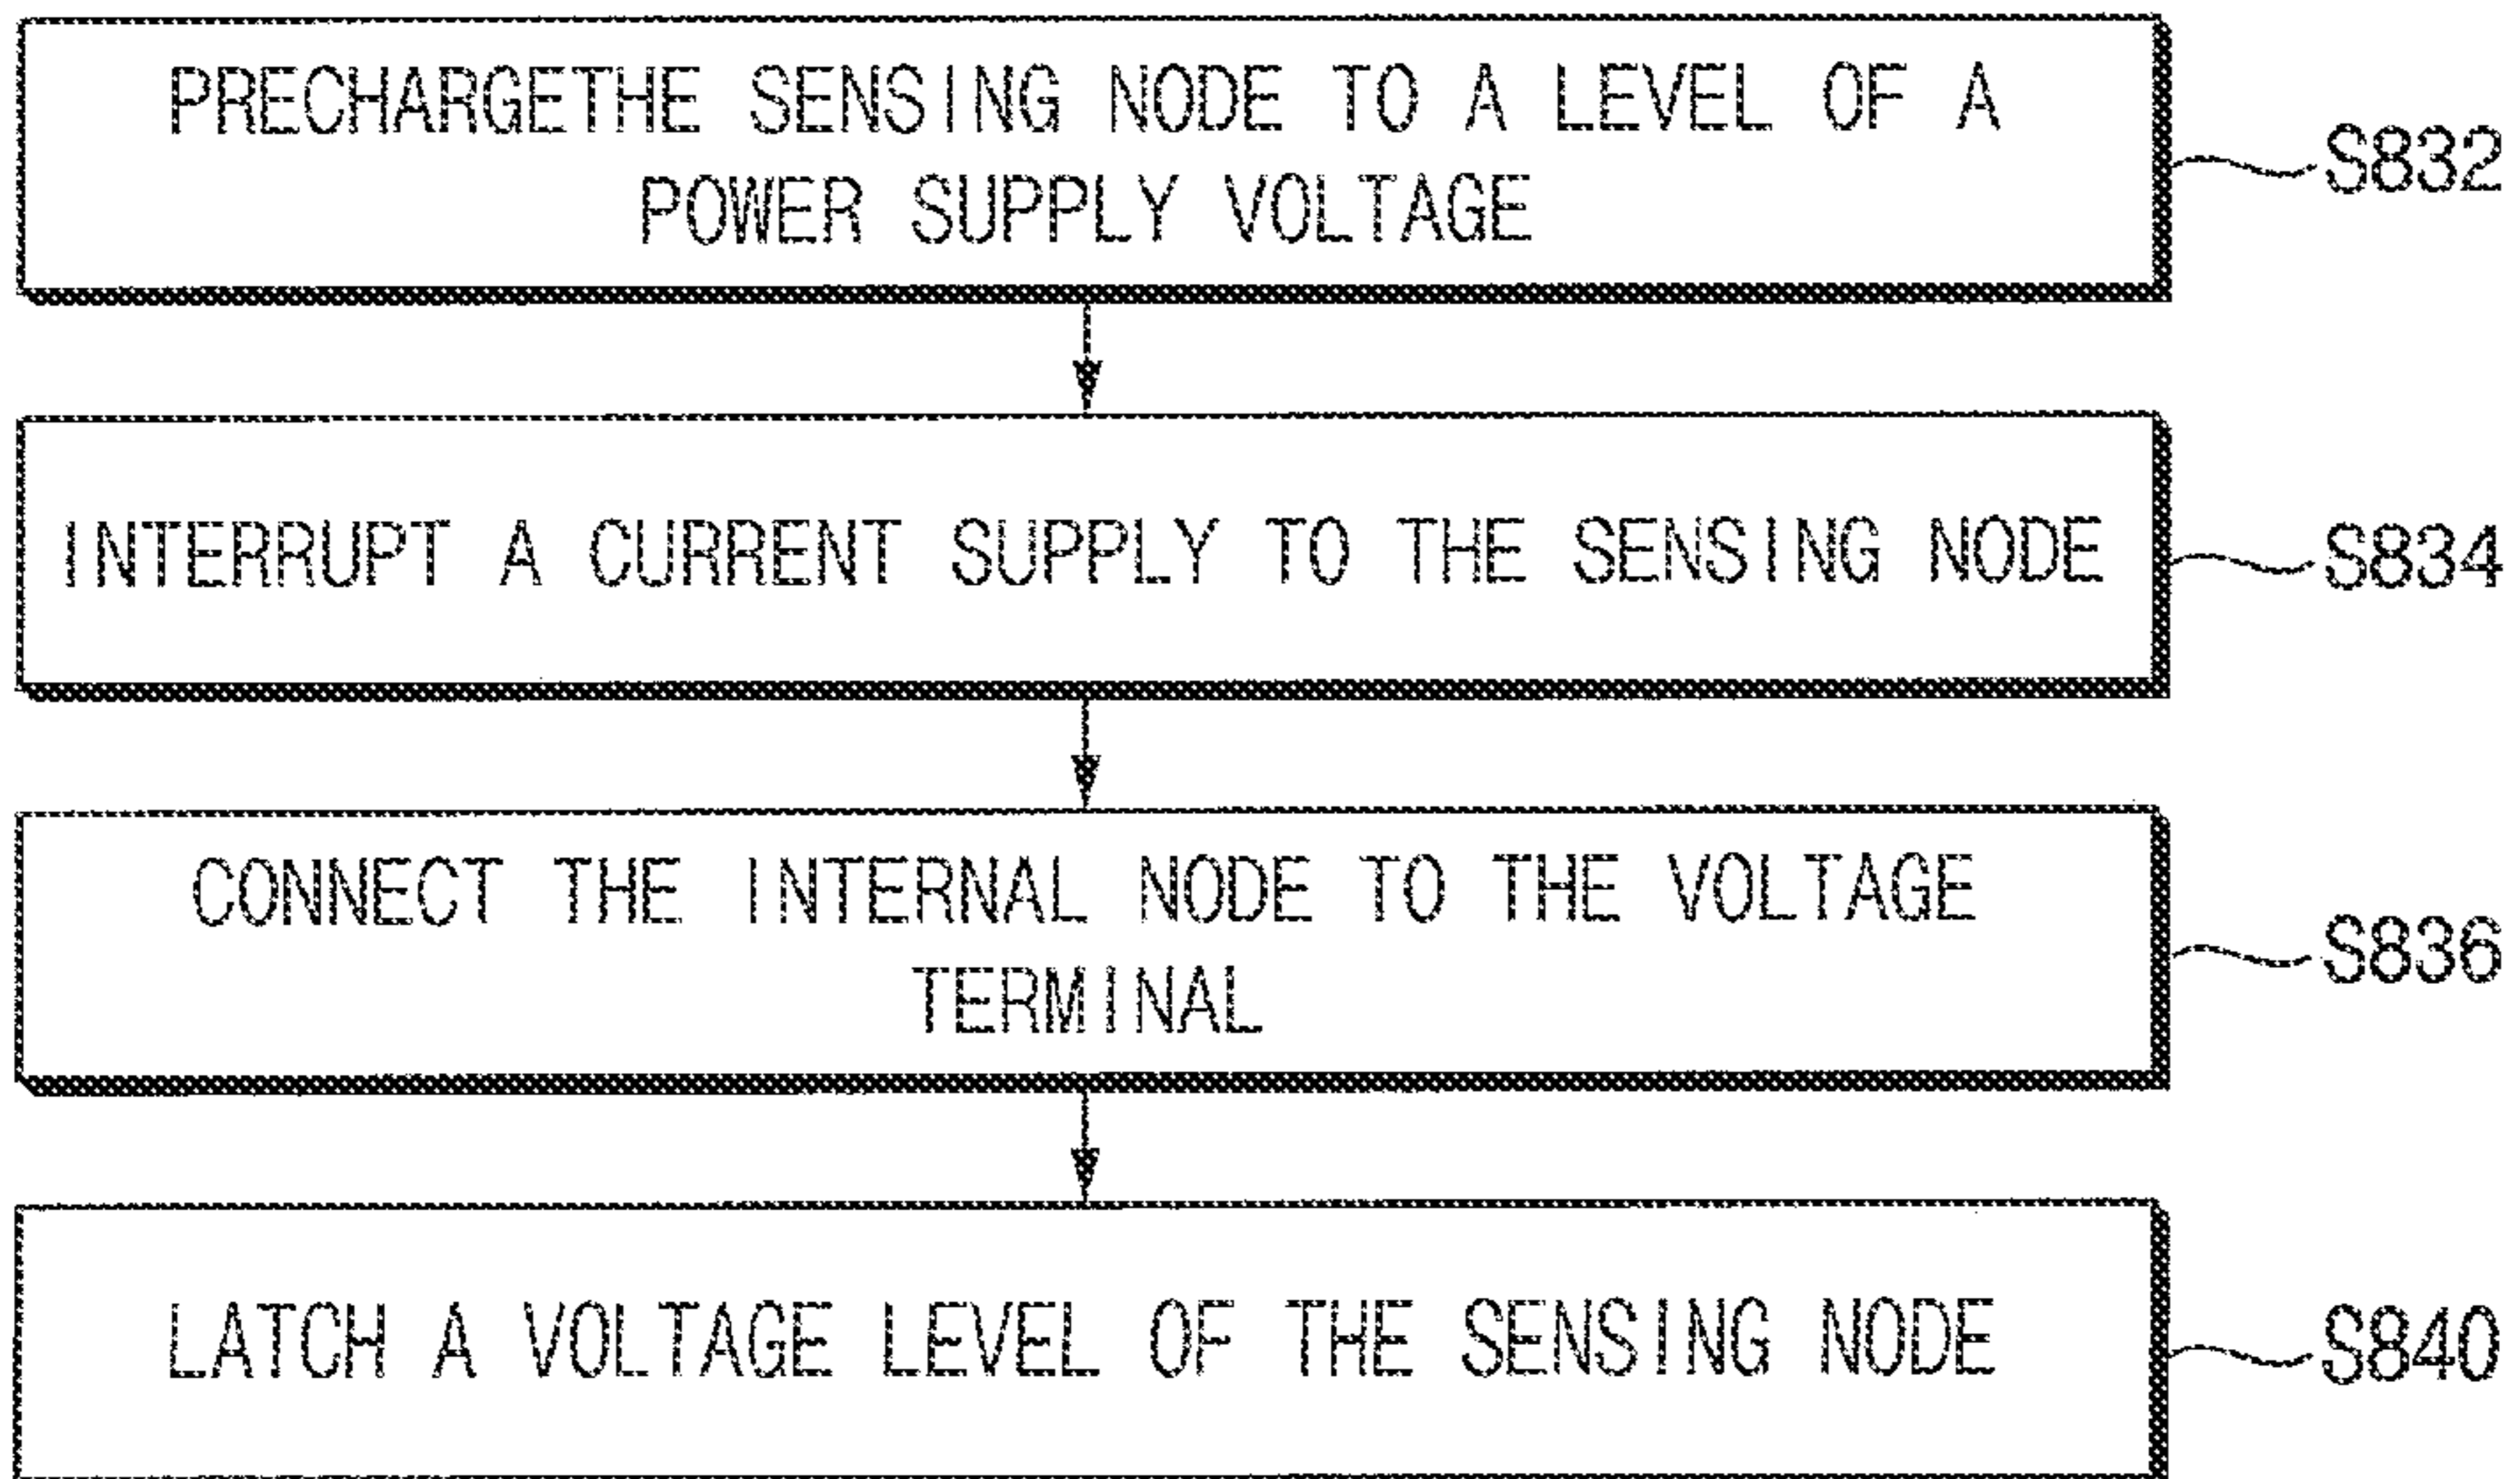 PRECHARGETHE SENSING NODE TO A LEVEL OF A
POWER SUPPLY VOLTAGE
S832
INTERRUPT A CURRENT SUPPLY TO THE SENSING NODE
S834
CONNECT THE INTERNAL NODE TO THE VOLTAGE
TERMINAL
S836
LATCH A VOLTAGE LEVEL OF THE SENSING NODE
S840